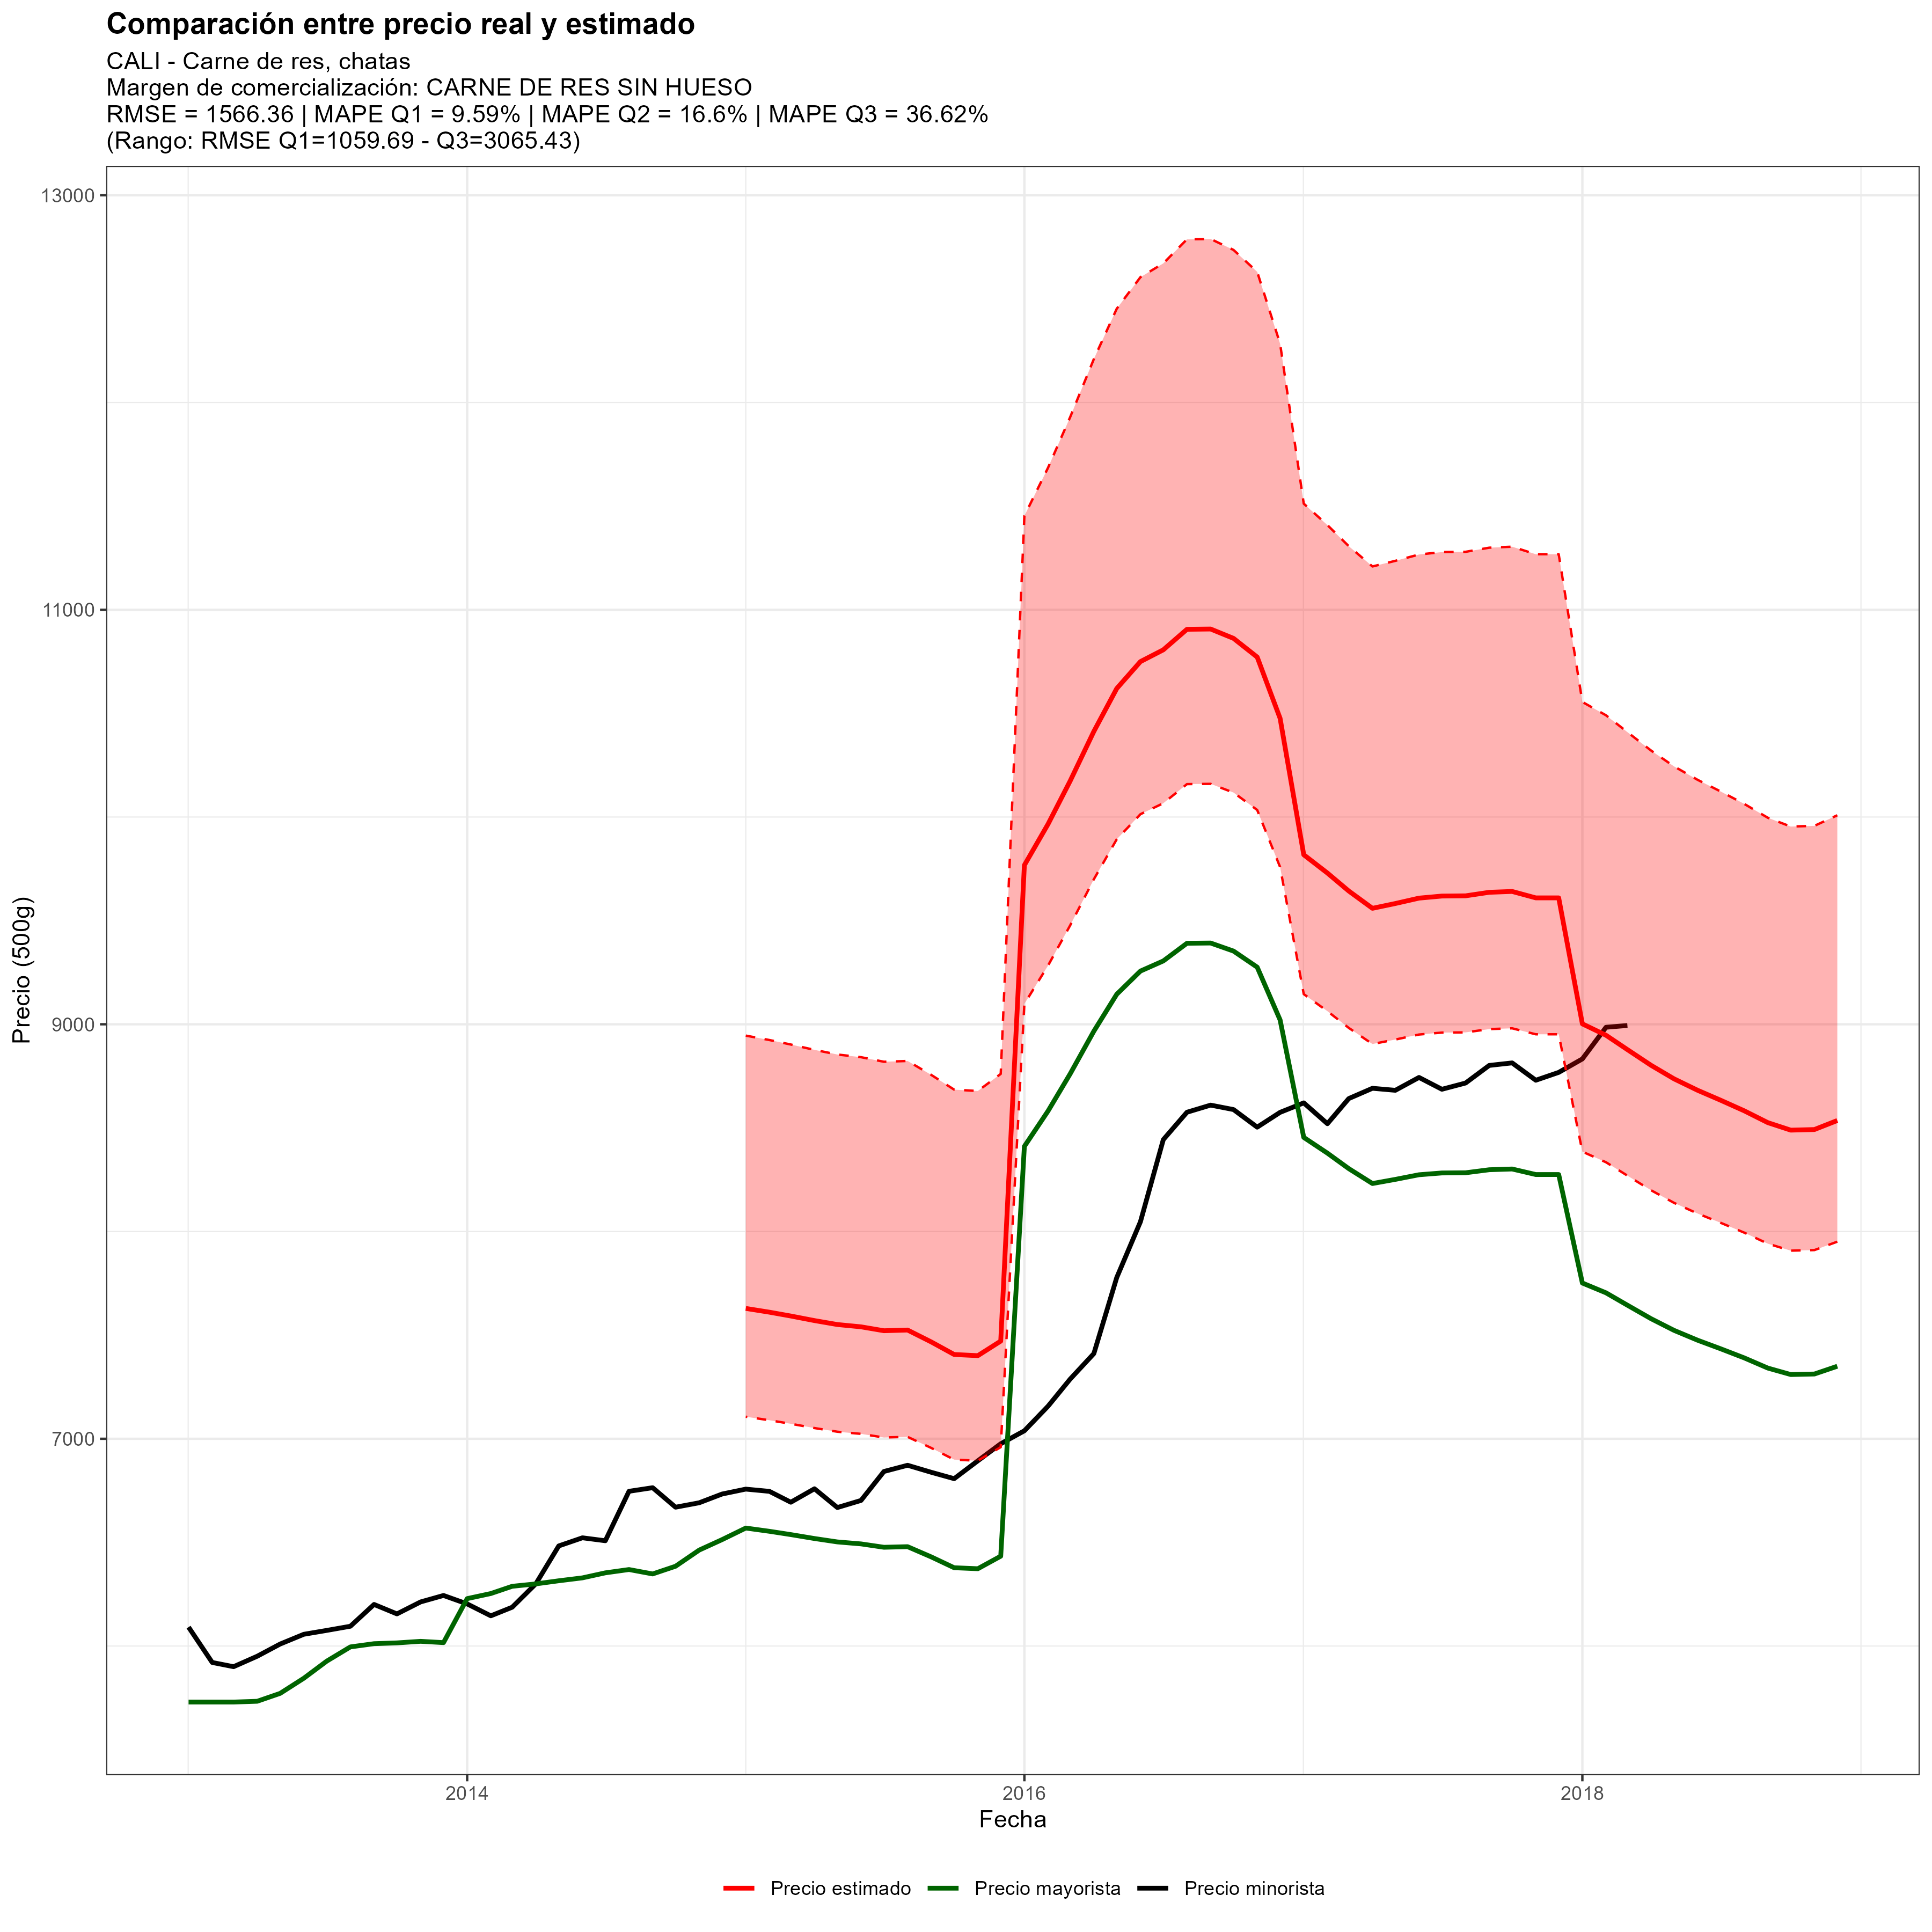 Comparación entre precio real y estimado
CALI - Carne de res, chatas
Margen de comercialización: CARNE DE RES SIN HUESO
RMSE = 1566.36 | MAPE Q1 = 9.59% | MAPE Q2 = 16.6% | MAPE Q3 = 36.62%
(Rango: RMSE Q1=1059.69 - Q3=3065.43)
13000
11000
9000
7000
Precio (500g)
2014 2016 2018
Fecha
Precio estimado Precio mayorista Precio minorista